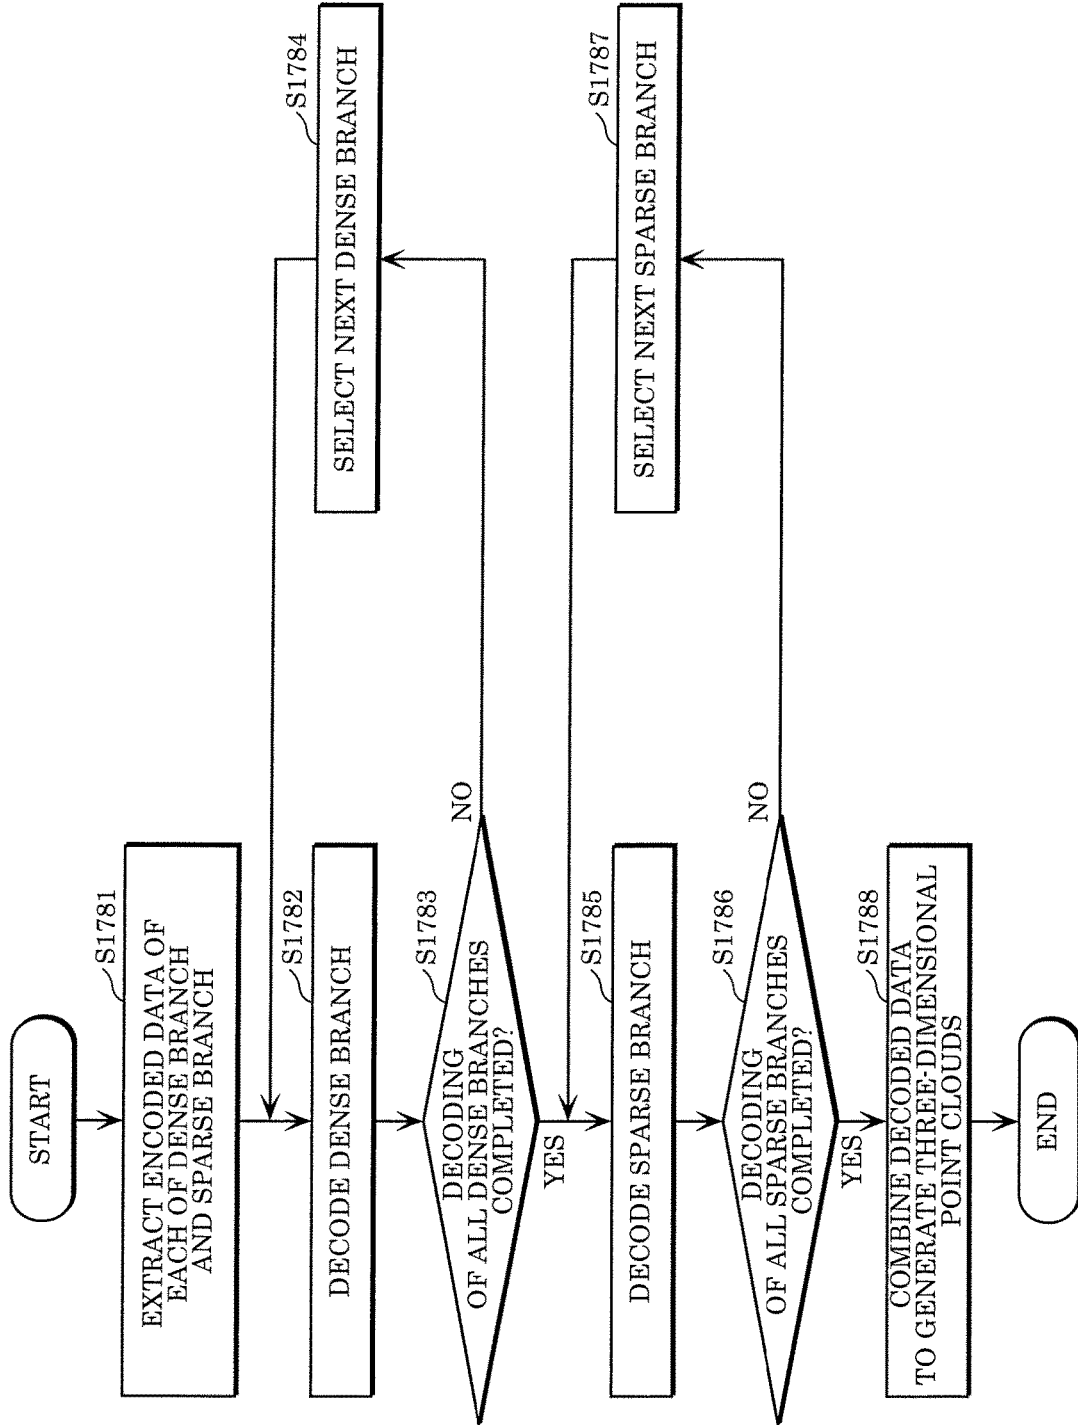 START
S1781
EXTRACT ENCODED DATA OF
EACH OF DENSE BRANCH
AND SPARSE BRANCH
S1782
DECODE DENSE BRANCH
S1783
DECODING
OF ALL DENSE BRANCHES
COMPLETED?
NO
YES
S1784
SELECT NEXT DENSE BRANCH
S1785
DECODE SPARSE BRANCH
S1786
DECODING
OF ALL SPARSE BRANCHES
COMPLETED?
NO
YES
S1787
SELECT NEXT SPARSE BRANCH
S1788
COMBINE DECODED DATA
TO GENERATE THREE-DIMENSIONAL
POINT CLOUDS
END